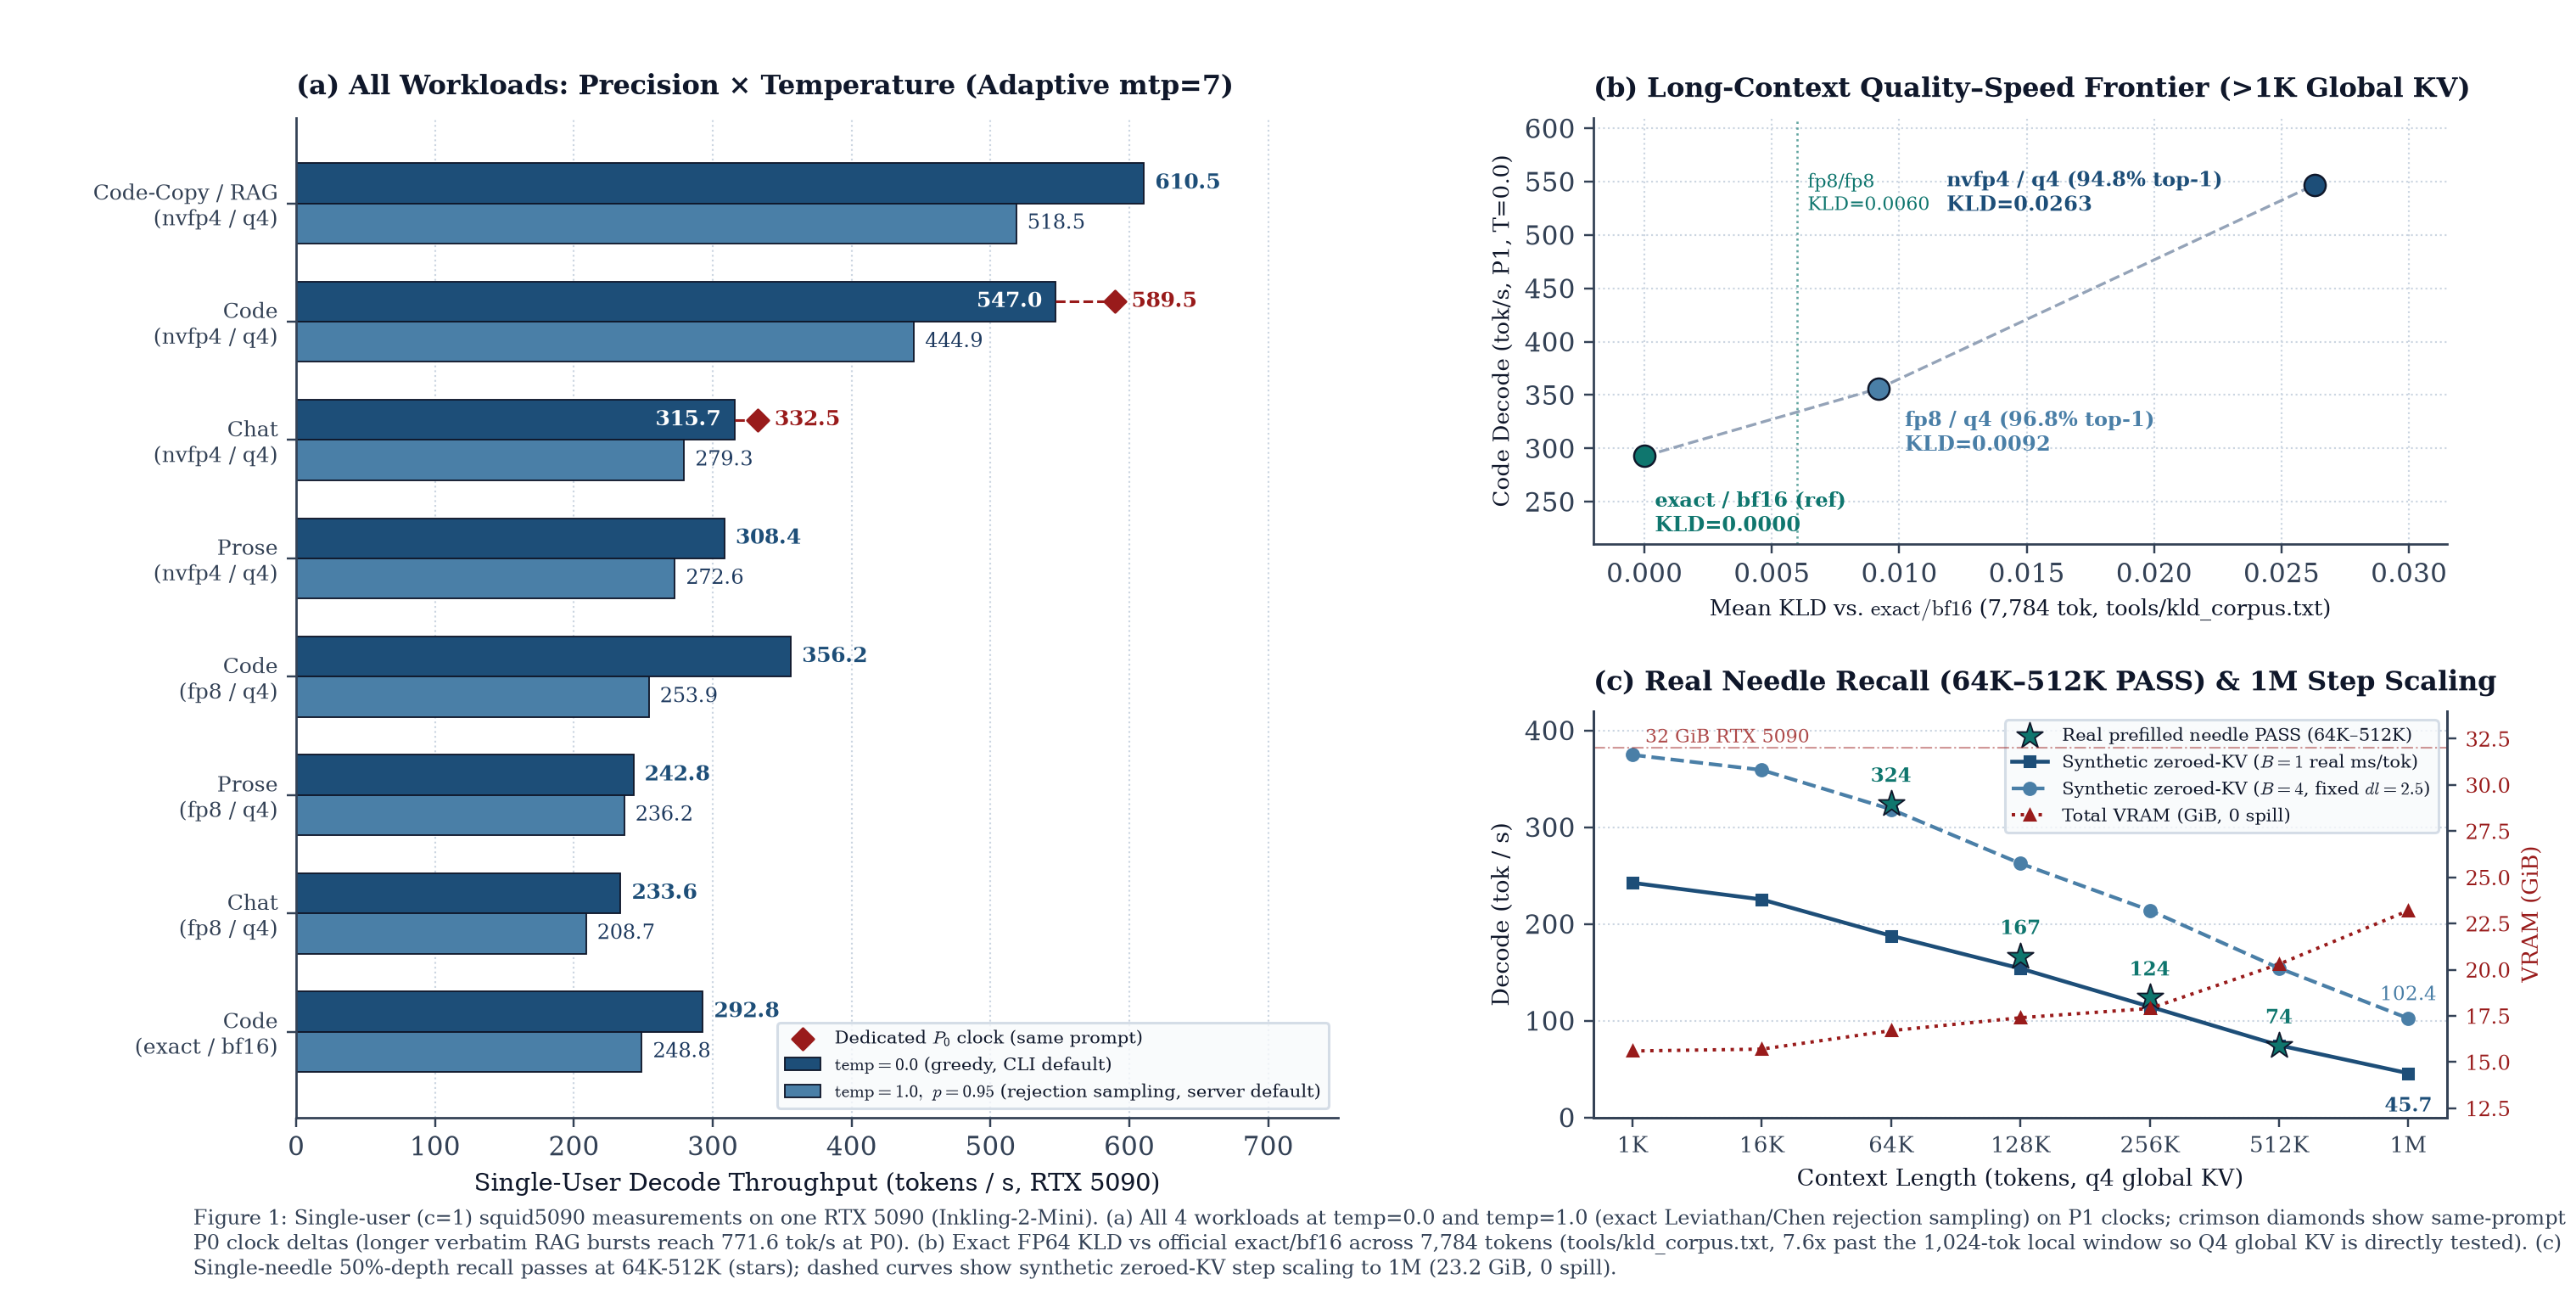 (a) All Workloads: Precision × Temperature (Adaptive mtp=7)
Code-Copy / RAG
(nvfp4 / q4)
610.5
518.5
Code
(nvfp4 / q4)
547.0
589.5
444.9
Chat
(nvfp4 / q4)
315.7
332.5
279.3
Prose
(nvfp4 / q4)
308.4
272.6
Code
(fp8 / q4)
356.2
253.9
Prose
(fp8 / q4)
242.8
236.2
Chat
(fp8 / q4)
233.6
208.7
Code
(exact / bf16)
292.8
248.8
Dedicated P₀ clock (same prompt)
temp = 0.0 (greedy, CLI default)
temp = 1.0, p = 0.95 (rejection sampling, server default)
0 100 200 300 400 500 600 700
Single-User Decode Throughput (tokens / s, RTX 5090)
(b) Long-Context Quality–Speed Frontier (>1K Global KV)
Code Decode (tok/s, P1, T=0.0)
600
550
500
450
400
350
300
250
fp8/fp8
KLD=0.0060
nvfp4 / q4 (94.8% top-1)
KLD=0.0263
fp8 / q4 (96.8% top-1)
KLD=0.0092
exact / bf16 (ref)
KLD=0.0000
0.000 0.005 0.010 0.015 0.020 0.025 0.030
Mean KLD vs. exact/bf16 (7,784 tok, tools/kld_corpus.txt)
(c) Real Needle Recall (64K–512K PASS) & 1M Step Scaling
Decode (tok / s)
400
300
200
100
0
32 GiB RTX 5090
Real prefilled needle PASS (64K–512K)
Synthetic zeroed-KV (B = 1 real ms/tok)
Synthetic zeroed-KV (B = 4, fixed dl = 2.5)
Total VRAM (GiB, 0 spill)
324
167
124
74
102.4
45.7
32.5
30.0
27.5
25.0
22.5
20.0
17.5
15.0
12.5
VRAM (GiB)
1K 16K 64K 128K 256K 512K 1M
Context Length (tokens, q4 global KV)
Figure 1: Single-user (c=1) squid5090 measurements on one RTX 5090 (Inkling-2-Mini). (a) All 4 workloads at temp=0.0 and temp=1.0 (exact Leviathan/Chen rejection sampling) on P1 clocks; crimson diamonds show same-prompt
P0 clock deltas (longer verbatim RAG bursts reach 771.6 tok/s at P0). (b) Exact FP64 KLD vs official exact/bf16 across 7,784 tokens (tools/kld_corpus.txt, 7.6x past the 1,024-tok local window so Q4 global KV is directly tested). (c)
Single-needle 50%-depth recall passes at 64K-512K (stars); dashed curves show synthetic zeroed-KV step scaling to 1M (23.2 GiB, 0 spill).